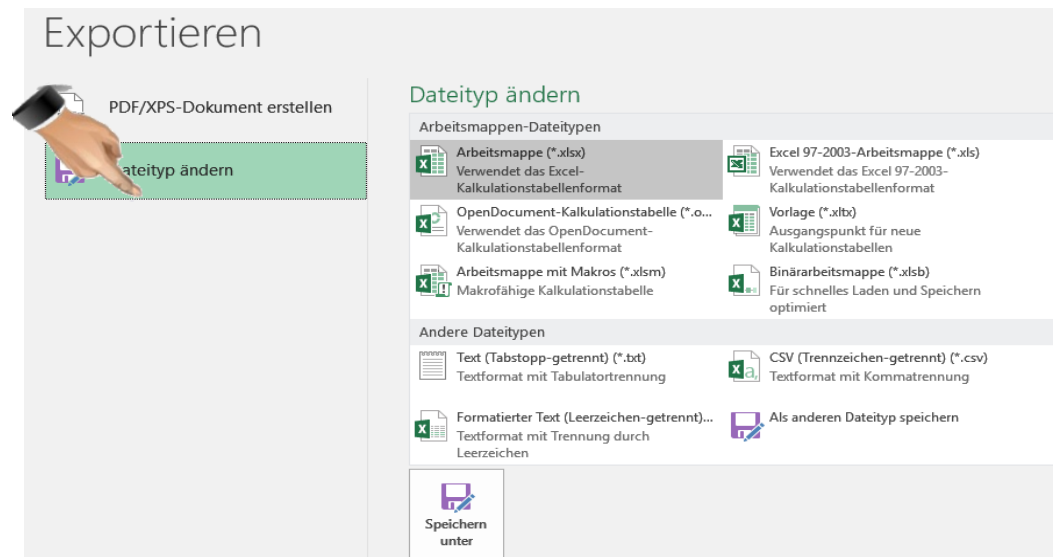 Exportieren
PDF/XPS-Dokument erstellen
ateityp ändern
Dateityp ändern
Arbeitsmappen-Dateitypen
Arbeitsmappe (*.xlsx)
Verwendet das Excel-
Kalkulationstabellenformat
Excel 97-2003-Arbeitsmappe (*.xls)
Verwendet das Excel 97-2003-
Kalkulationstabellenformat
OpenDocument-Kalkulationstabelle (*.o...
Verwendet das OpenDocument-
Kalkulationstabellenformat
Vorlage (*.xltx)
Ausgangspunkt für neue
Kalkulationstabellen
Arbeitsmappe mit Makros (*.xlsm)
Makrofähige Kalkulationstabelle
Binärarbeitsmappe (*.xlsb)
Für schnelles Laden und Speichern
optimiert
Andere Dateitypen
Text (Tabstopp-getrennt) (*.txt)
Textformat mit Tabulatortrennung
CSV (Trennzeichen-getrennt) (*.csv)
Textformat mit Kommatrennung
Formatierter Text (Leerzeichen-getrennt)...
Textformat mit Trennung durch
Leerzeichen
Als anderen Dateityp speichern
Speichern
unter